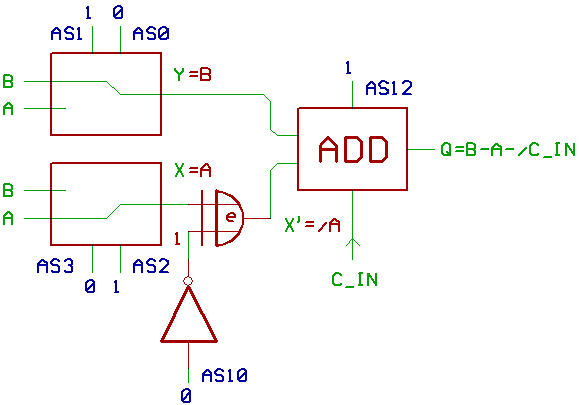 1 0
AS1 AS0
B
A
Y=B
1
AS12
ADD
Q=B-A-/C_IN
B
A
X=A
e
1
X'=/A
AS3 AS2
0 1
C_IN
AS10
0